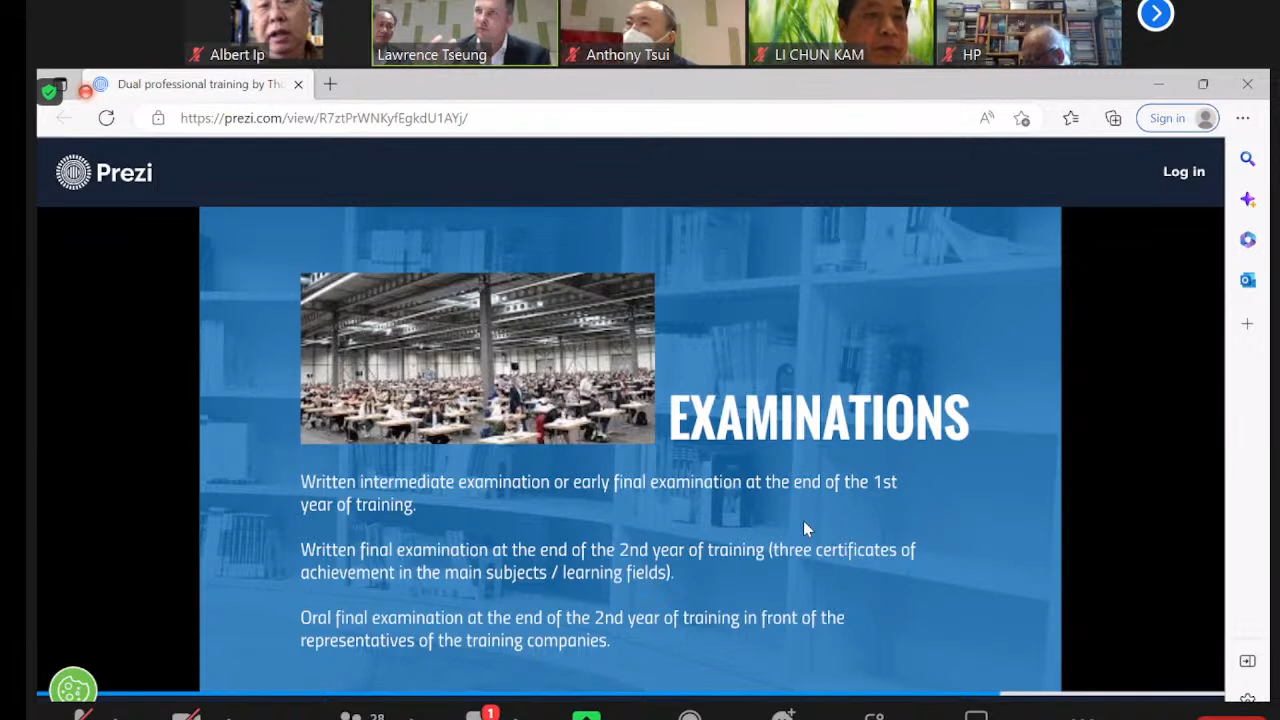 Albert Ip
Lawrence Tseung
Anthony Tsui
LI CHUN KAM
HP
Dual professional training by Tho
https://prezi.com/view/R7ztPrWNKyfEgkdU1AYj/
Sign in
Prezi
Log in
EXAMINATIONS
Written intermediate examination or early final examination at the end of the 1st
year of training.
Written final examination at the end of the 2nd year of training (three certificates of
achievement in the main subjects / learning fields).
Oral final examination at the end of the 2nd year of training in front of the
representatives of the training companies.
28
1